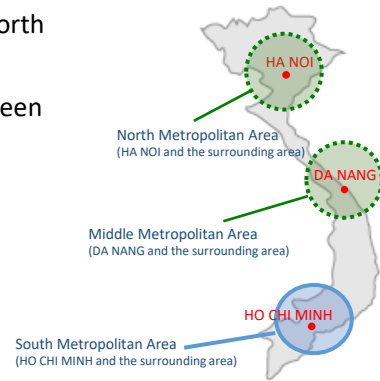 orth
HA NOI
een
North Metropolitan Area
(HA NOI and the surrounding area)
DA NANG
Middle Metropolitan Area
(DA NANG and the surrounding area)
HO CHI MINH
South Metropolitan Area
(HO CHI MINH and the surrounding area)